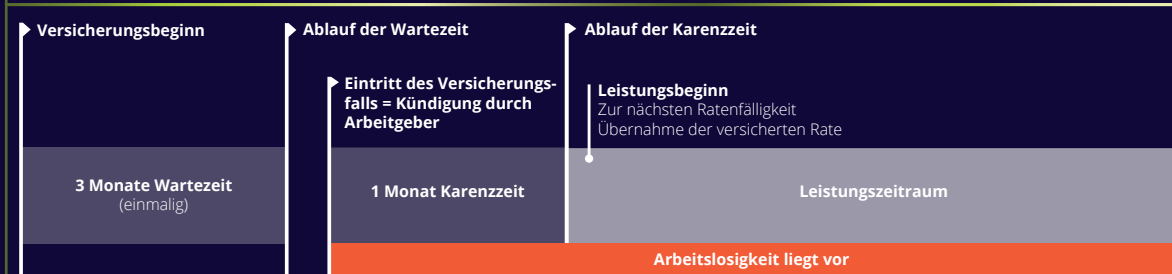 Versicherungsbeginn
Ablauf der Wartezeit
Ablauf der Karenzzeit
Eintritt des Versicherungs-
falls = Kündigung durch
Arbeitgeber
Leistungsbeginn
Zur nächsten Ratenfälligkeit
Übernahme der versicherten Rate
3 Monate Wartezeit
(einmalig)
1 Monat Karenzzeit
Leistungszeitraum
Arbeitslosigkeit liegt vor